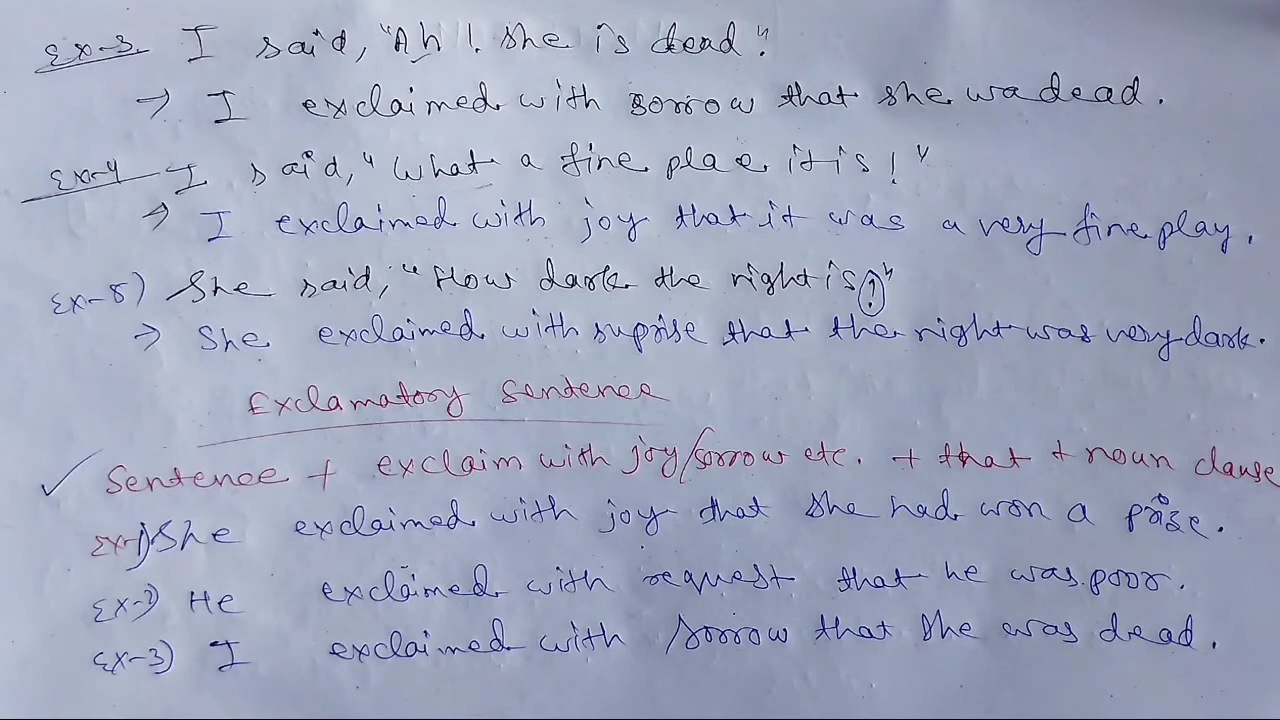 Ex-3 I said, "Ah! she is dead".
→ I exclaimed with sorrow that she wa dead.
Ex-4 I said, "What a fine place it is!"
→ I exclaimed with joy that it was a very fine play.
Ex-5) She said, "How dark the right is!"
→ She exclaimed with suprise that the right was very dark.
Exclamatory Sentence
✓ Sentence + exclaim with joy/sorrow etc. + that + noun clause
Ex-1) She exclaimed with joy that she had won a prize.
Ex-2) He exclaimed with request that he was poor.
Ex-3) I exclaimed with sorrow that she was dead.